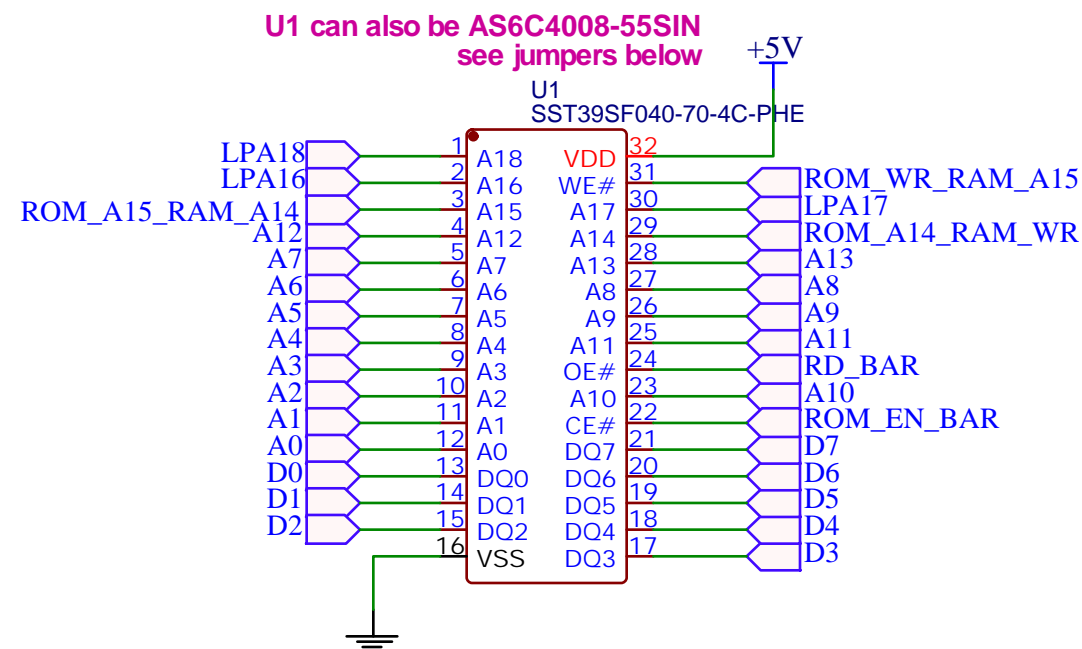 U1 can also be AS6C4008-55SIN
see jumpers below
+5V
U1
SST39SF040-70-4C-PHE
LPA18 1 A18 VDD 32
LPA16 2 A16 WE# 31 ROM_WR_RAM_A15
ROM_A15_RAM_A14 3 A15 A17 30 LPA17
A12 4 A12 A14 29 ROM_A14_RAM_WR
A7 5 A7 A13 28 A13
A6 6 A6 A8 27 A8
A5 7 A5 A9 26 A9
A4 8 A4 A11 25 A11
A3 9 A3 OE# 24 RD_BAR
A2 10 A2 A10 23 A10
A1 11 A1 CE# 22 ROM_EN_BAR
A0 12 A0 DQ7 21 D7
D0 13 DQ0 DQ6 20 D6
D1 14 DQ1 DQ5 19 D5
D2 15 DQ2 DQ4 18 D4
16 VSS DQ3 17 D3